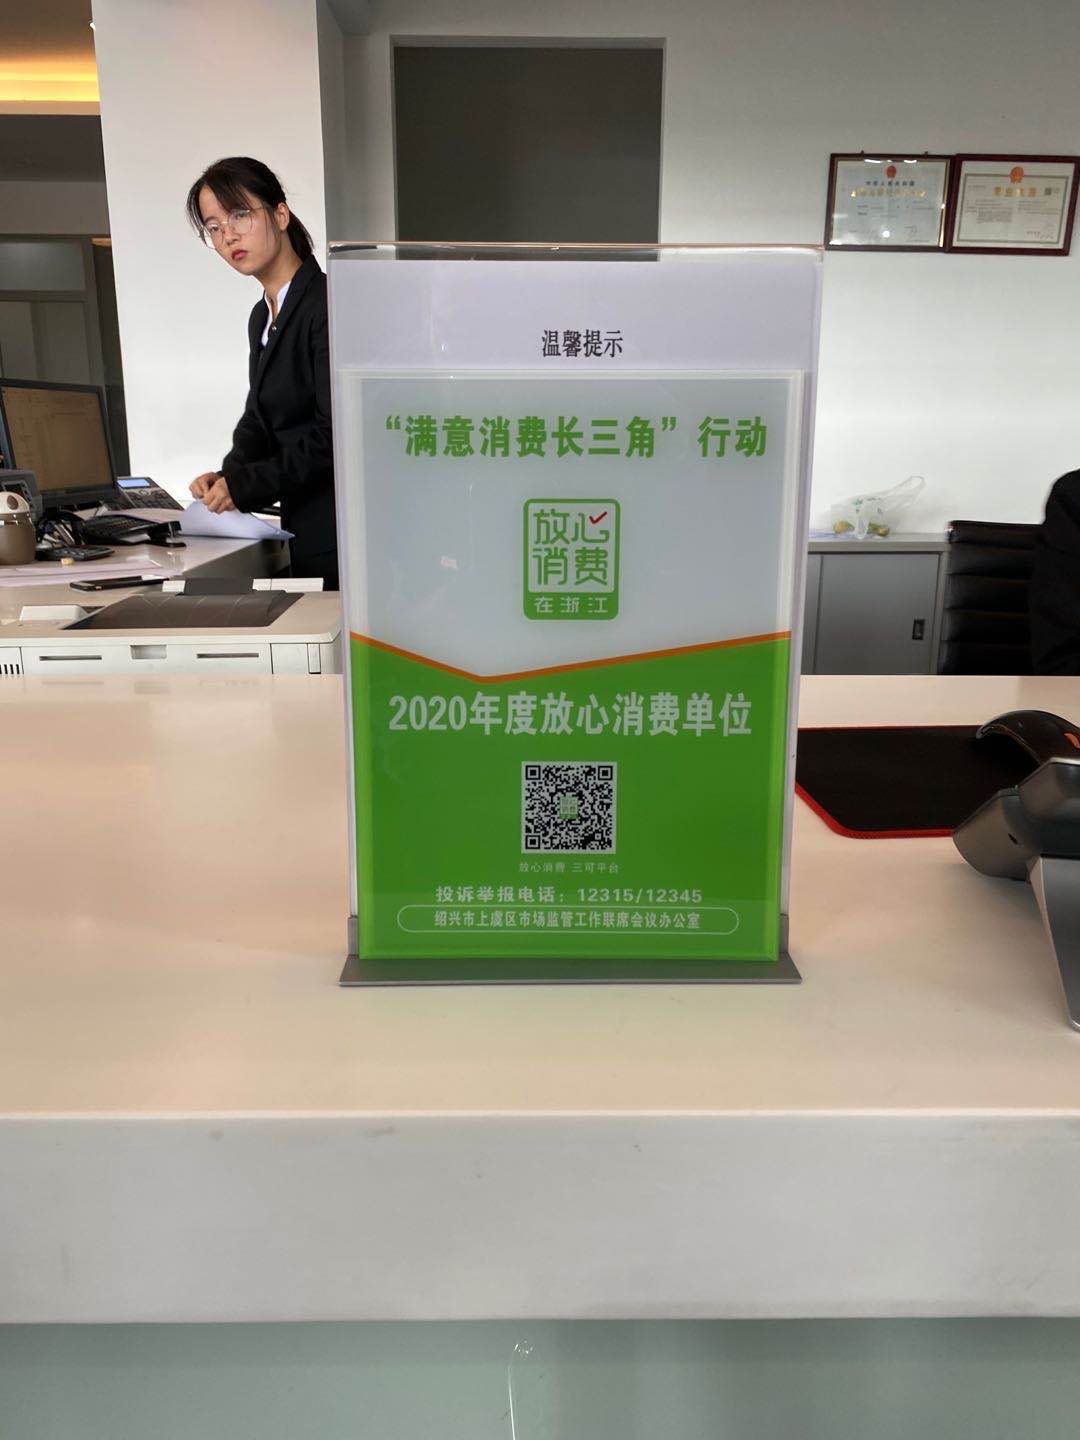 温馨提示
“满意消费长三角”行动
放心
消费
在浙江
2020年度放心消费单位
放心消费 三可平台
投诉举报电话：12315/12345
绍兴市上虞区市场监管工作联席会议办公室